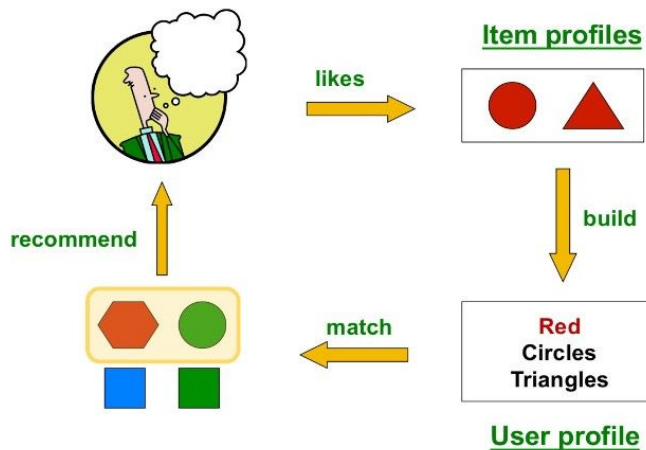 Item profiles
likes
build
recommend
match
Red
Circles
Triangles
User profile